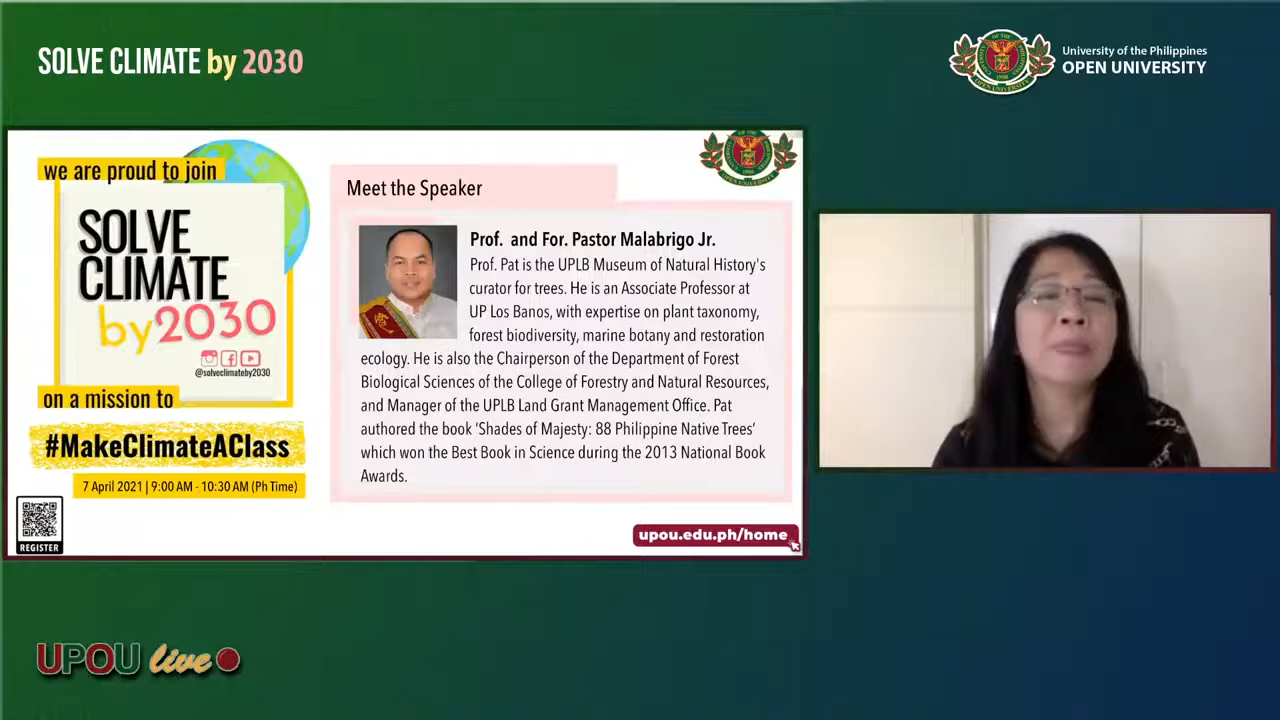 SOLVE CLIMATE by 2030
University of the Philippines
OPEN UNIVERSITY
we are proud to join
SOLVE
CLIMATE
by2030
@solveclimateby2030
on a mission to
#MakeClimateAClass
7 April 2021 | 9:00 AM - 10:30 AM (Ph Time)
REGISTER
Meet the Speaker
Prof. and For. Pastor Malabrigo Jr.
Prof. Pat is the UPLB Museum of Natural History's
curator for trees. He is an Associate Professor at
UP Los Banos, with expertise on plant taxonomy,
forest biodiversity, marine botany and restoration
ecology. He is also the Chairperson of the Department of Forest
Biological Sciences of the College of Forestry and Natural Resources,
and Manager of the UPLB Land Grant Management Office. Pat
authored the book 'Shades of Majesty: 88 Philippine Native Trees'
which won the Best Book in Science during the 2013 National Book
Awards.
upou.edu.ph/home
UPOU live